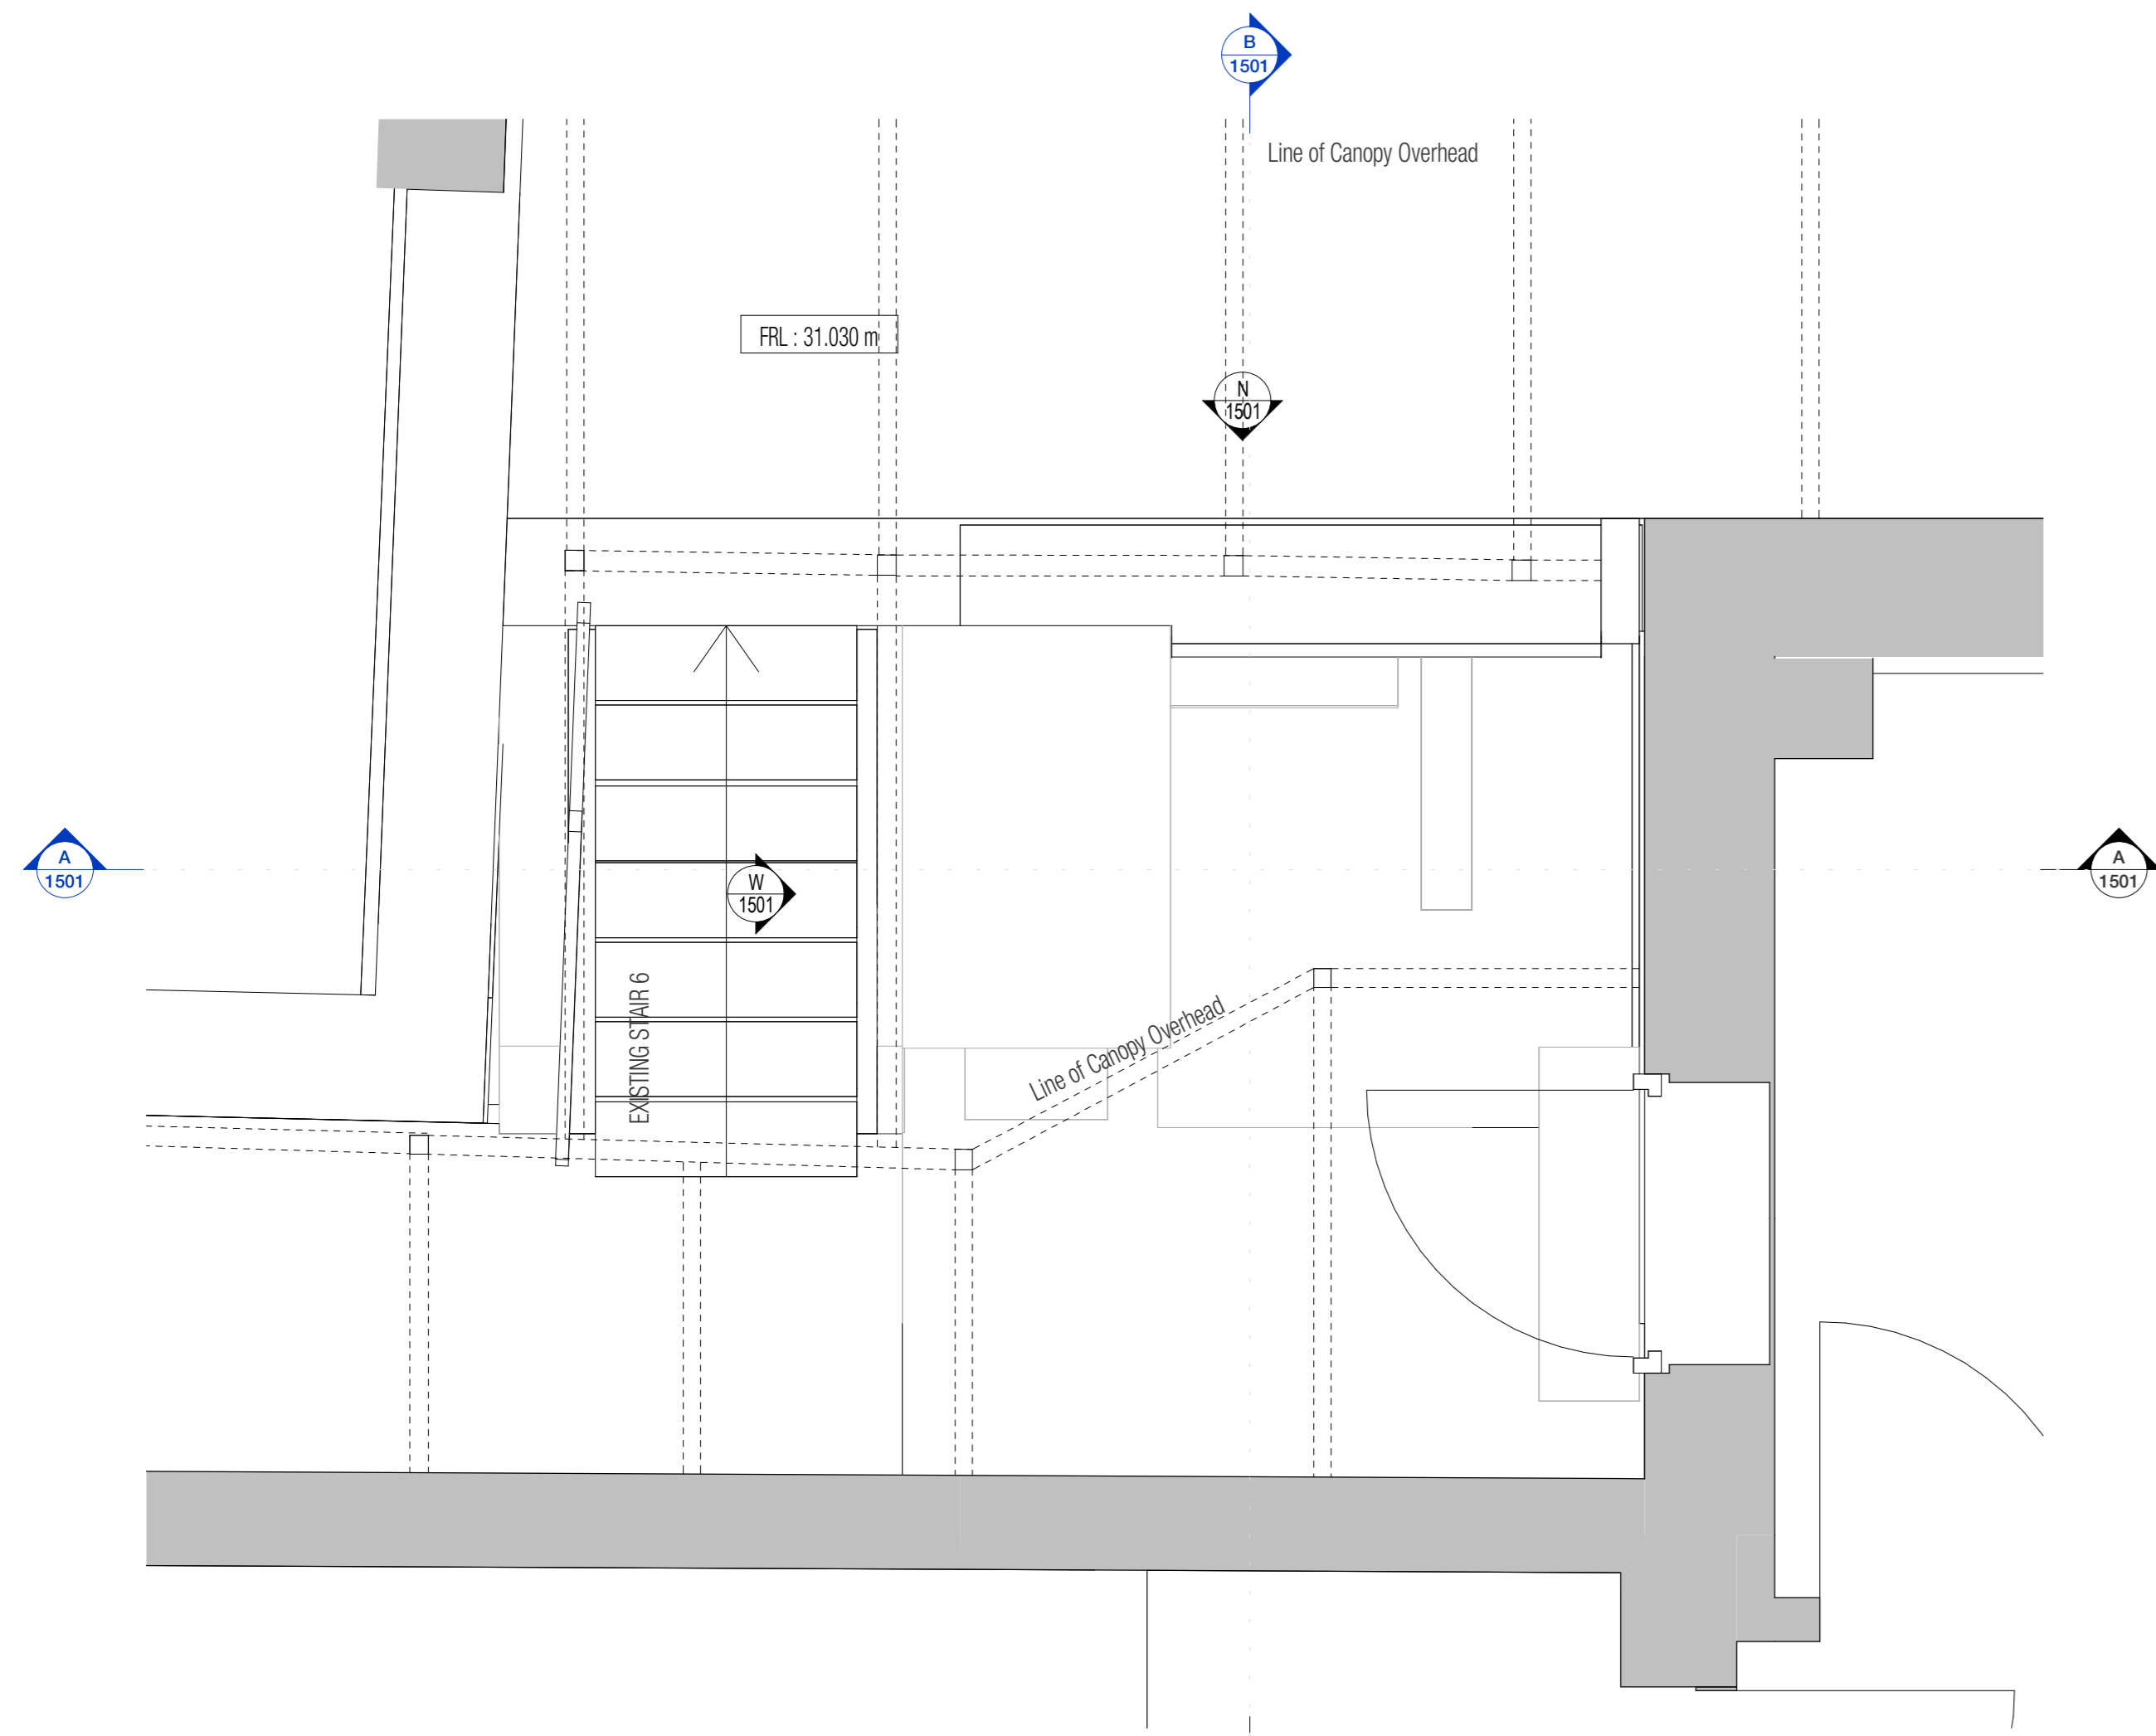 B
1501
Line of Canopy Overhead
FRL : 31.030 m
N
1501
A
1501
W
1501
A
1501
EXISTING STAIR 6
Line of Canopy Overhead